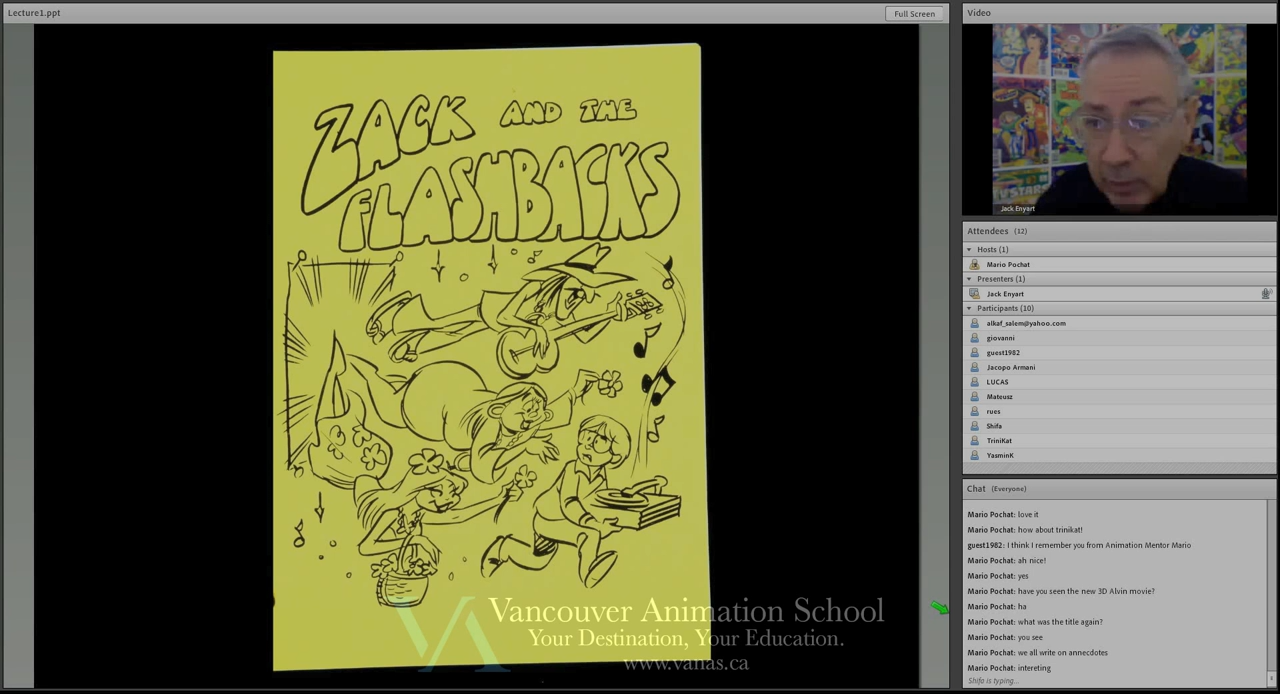 Lecture1.ppt
Full Screen
ZACK AND THE
FLASHBACKS
Vancouver Animation School
Your Destination, Your Education.
www.vanas.ca
Video
TV STARS
Jack Enyart
Attendees (12)
Hosts (1)
Mario Pochat
Presenters (1)
Jack Enyart
Participants (10)
alkaf_salem@yahoo.com
giovanni
guest1982
Jacopo Armani
LUCAS
Mateusz
rues
Shifa
TriniKat
YasminK
Chat (Everyone)
Mario Pochat: love it
Mario Pochat: how about trinikat!
guest1982: I think I remember you from Animation Mentor Mario
Mario Pochat: ah nice!
Mario Pochat: yes
Mario Pochat: have you seen the new 3D Alvin movie?
Mario Pochat: ha
Mario Pochat: what was the title again?
Mario Pochat: you see
Mario Pochat: we all write on annecdotes
Mario Pochat: intereting
Shifa is typing...